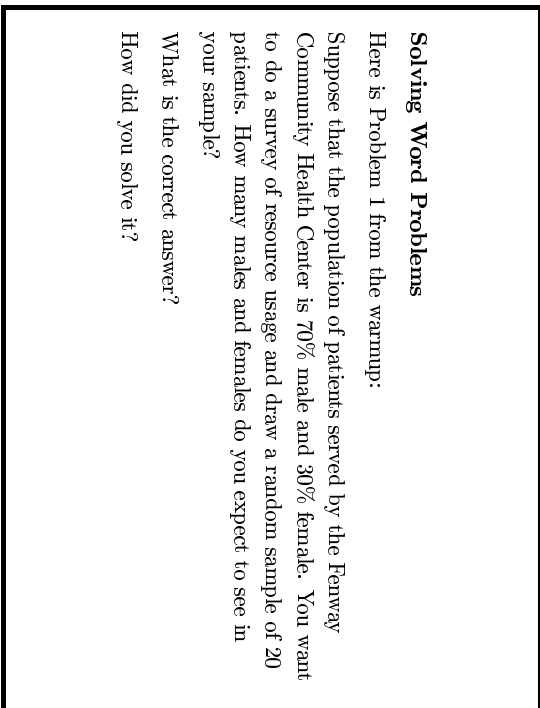 Solving Word Problems
Here is Problem 1 from the warmup:
Suppose that the population of patients served by the Fenway
Community Health Center is 70% male and 30% female. You want
to do a survey of resource usage and draw a random sample of 20
patients. How many males and females do you expect to see in
your sample?
What is the correct answer?
How did you solve it?